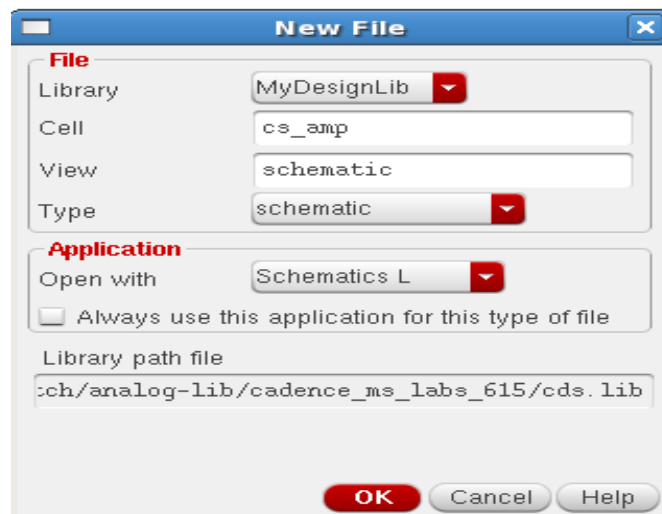 New File
File
Library MyDesignLib
Cell cs_amp
View schematic
Type schematic
Application
Open with Schematics L
Always use this application for this type of file
Library path file
ch/analog-lib/cadence_ms_labs_615/cds.lib
OK Cancel Help